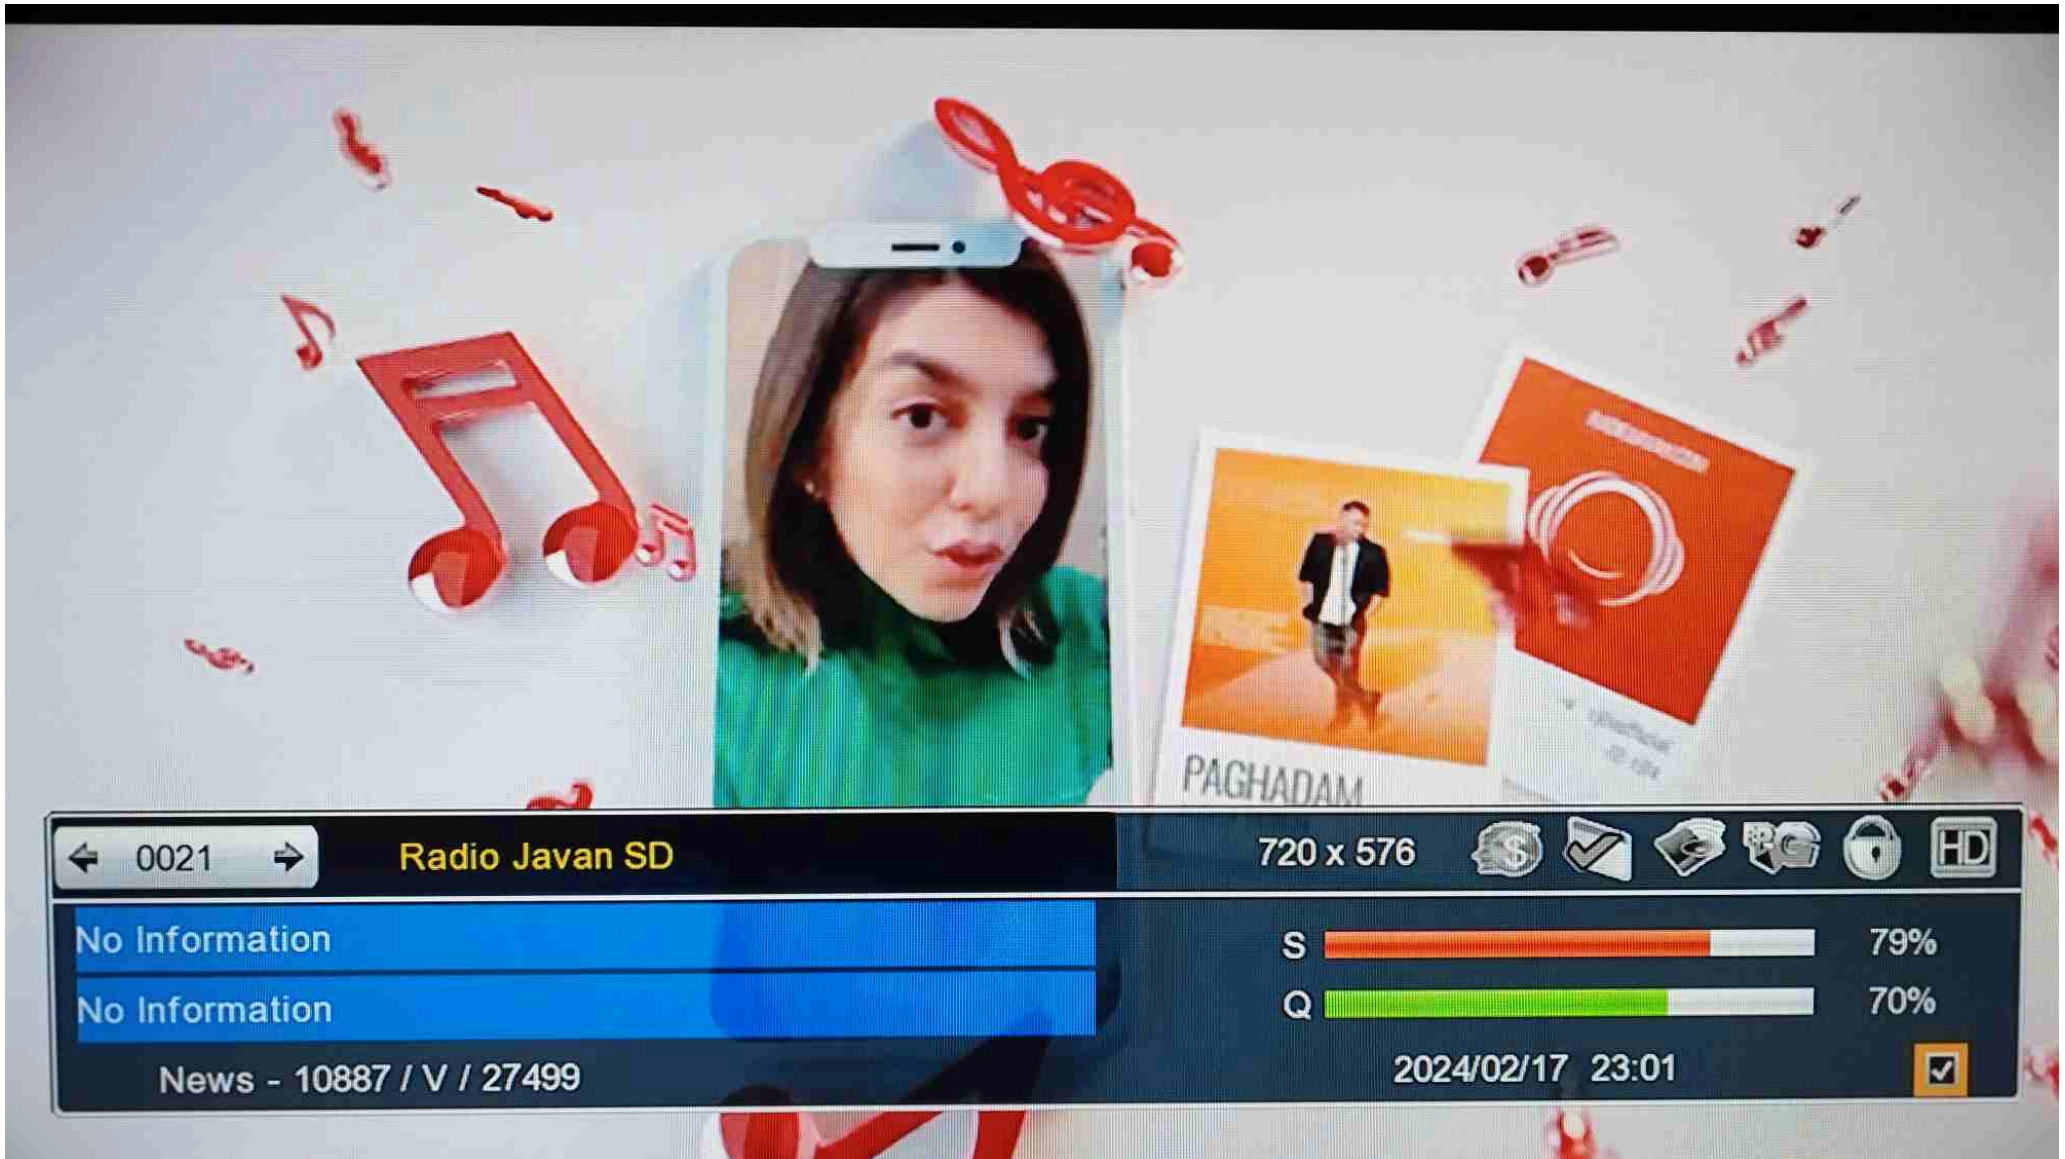 PAGHADAM
0021
Radio Javan SD
720 x 576
HD
No Information
No Information
S 79%
Q 70%
News - 10887 / V / 27499
2024/02/17 23:01